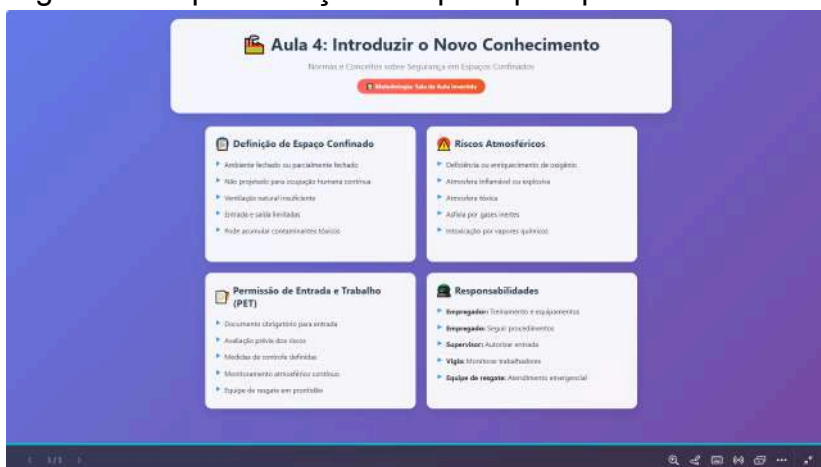 Aula 4: Introduzir o Novo Conhecimento
Normas e Conceitos sobre Segurança em Espaços Confinados
Metodologia: Sala de Aula Invertida
Definição de Espaço Confinado
Ambiente fechado ou parcialmente fechado
Não projetado para ocupação humana contínua
Ventilação natural insuficiente
Entrada e saída limitadas
Pode acumular contaminantes tóxicos
Riscos Atmosféricos
Deficiência ou enriquecimento de oxigênio
Atmosfera inflamável ou explosiva
Atmosfera tóxica
Asfixia por gases inertes
Intoxicação por vapores químicos
Permissão de Entrada e Trabalho
(PET)
Documento obrigatório para entrada
Avaliação prévia dos riscos
Medidas de controle definidas
Monitoramento atmosférico contínuo
Equipe de resgate em prontidão
Responsabilidades
Empregador: Treinamento e equipamentos
Empregado: Seguir procedimentos
Supervisor: Autorizar entrada
Vigia: Monitorar trabalhadores
Equipe de resgate: Atendimento emergencial
1/1